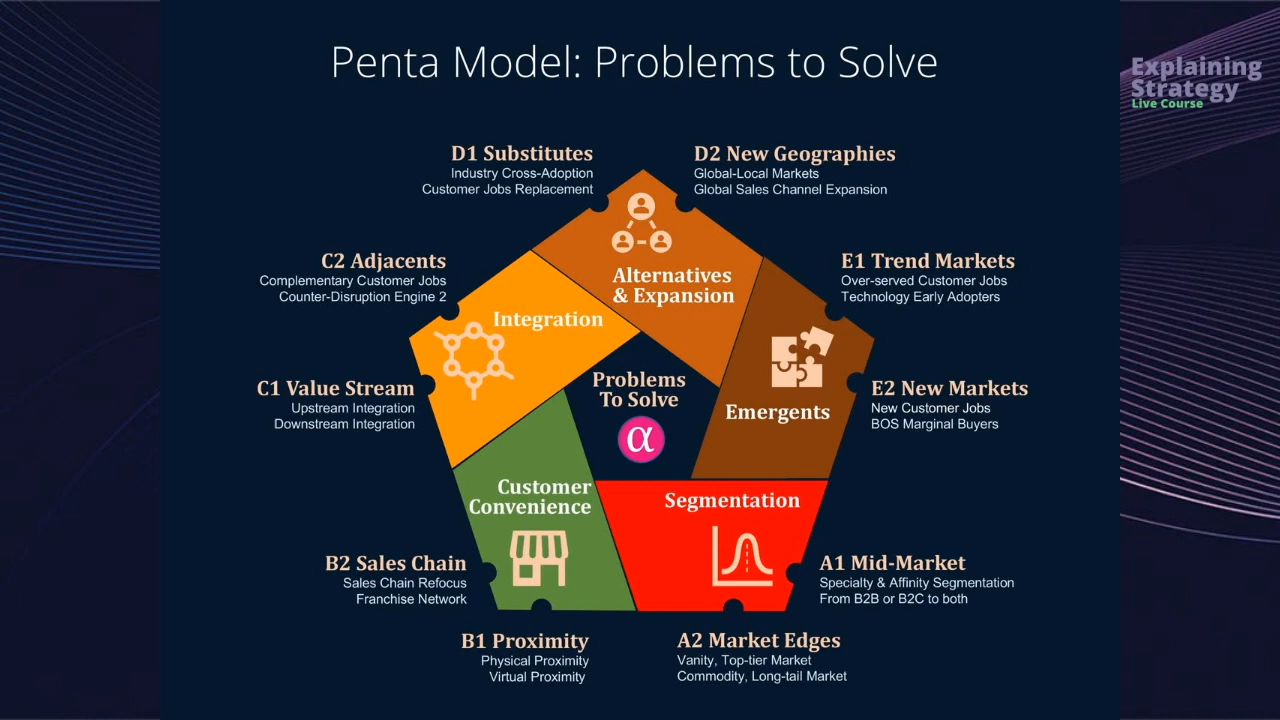 Penta Model: Problems to Solve
Explaining
Strategy
Live Course
D1 Substitutes
Industry Cross-Adoption
Customer Jobs Replacement
D2 New Geographies
Global-Local Markets
Global Sales Channel Expansion
C2 Adjacents
Complementary Customer Jobs
Counter-Disruption Engine 2
E1 Trend Markets
Over-served Customer Jobs
Technology Early Adopters
Alternatives
& Expansion
Integration
C1 Value Stream
Upstream Integration
Downstream Integration
Problems
To Solve
α
Emergents
E2 New Markets
New Customer Jobs
BOS Marginal Buyers
Customer
Convenience
Segmentation
B2 Sales Chain
Sales Chain Refocus
Franchise Network
A1 Mid-Market
Specialty & Affinity Segmentation
From B2B or B2C to both
B1 Proximity
Physical Proximity
Virtual Proximity
A2 Market Edges
Vanity, Top-tier Market
Commodity, Long-tail Market